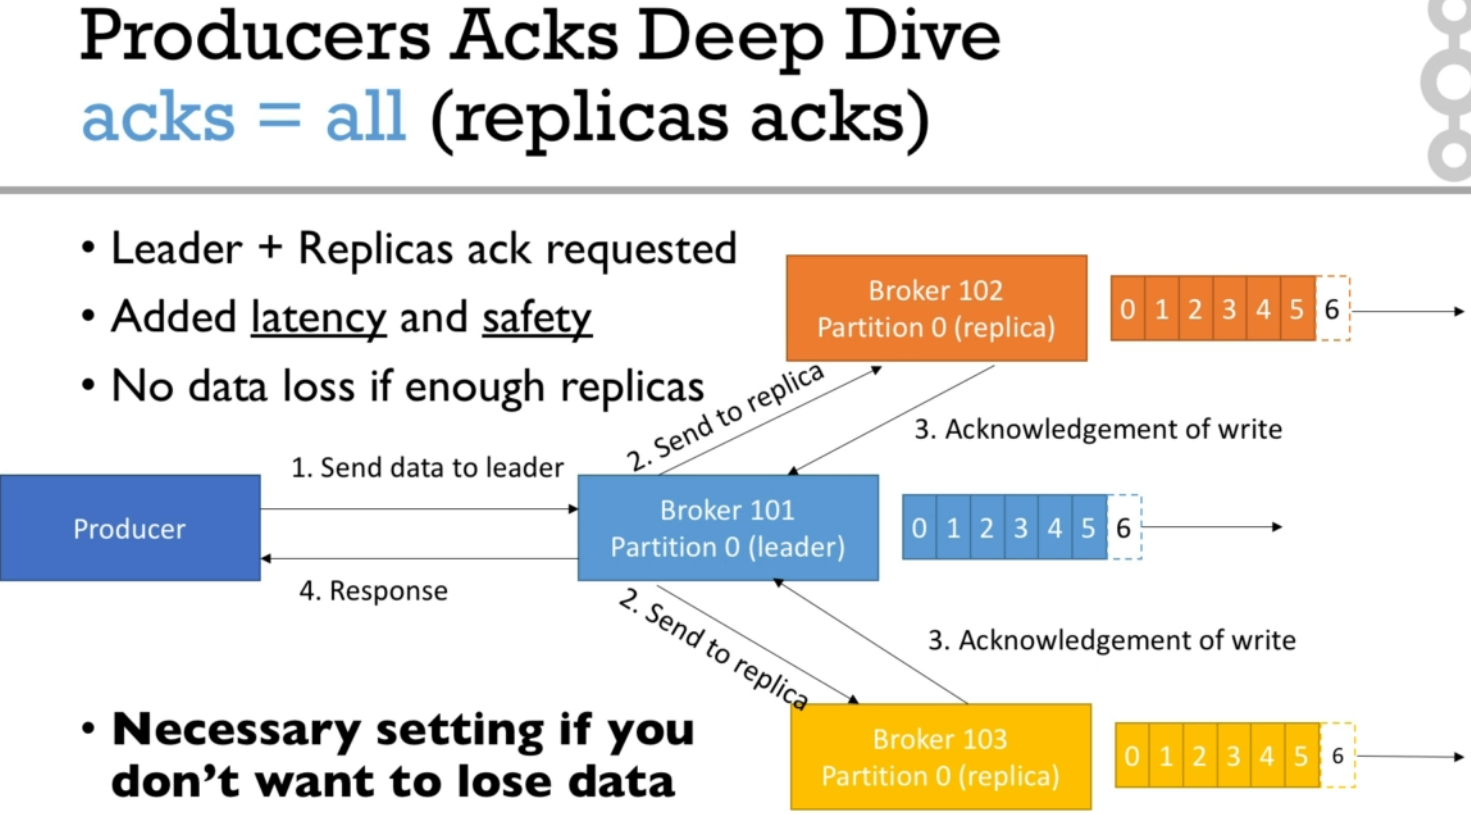 Producers Acks Deep Dive
acks = all (replicas acks)
• Leader + Replicas ack requested
• Added latency and safety
• No data loss if enough replicas
Broker 102
Partition 0 (replica)
0 1 2 3 4 5 6
2. Send to replica
3. Acknowledgement of write
1. Send data to leader
Producer
Broker 101
Partition 0 (leader)
0 1 2 3 4 5 6
4. Response
2. Send to replica
3. Acknowledgement of write
• Necessary setting if you
don’t want to lose data
Broker 103
Partition 0 (replica)
0 1 2 3 4 5 6